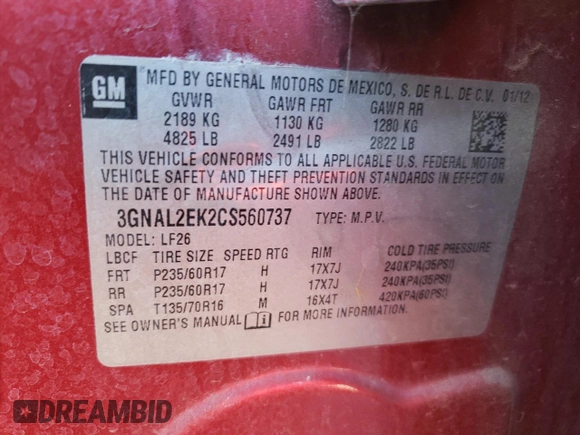 GM
MFD BY GENERAL MOTORS DE MEXICO, S. DE R.L. DE C.V. 01/12
GVWR GAWR FRT GAWR RR
2189 KG 1130 KG 1280 KG
4825 LB 2491 LB 2822 LB
THIS VEHICLE CONFORMS TO ALL APPLICABLE U.S. FEDERAL MOTOR
VEHICLE SAFETY AND THEFT PREVENTION STANDARDS IN EFFECT ON
THE DATE OF MANUFACTURE SHOWN ABOVE.
3GNAL2EK2CS560737 TYPE: M.P.V.
MODEL: LF26
LBCF TIRE SIZE SPEED RTG RIM COLD TIRE PRESSURE
FRT P235/60R17 H 17X7J 240KPA(35PSI)
RR P235/60R17 H 17X7J 240KPA(35PSI)
SPA T135/70R16 M 16X4T 420KPA(60PSI)
SEE OWNER'S MANUAL FOR MORE INFORMATION.
DREAMBID